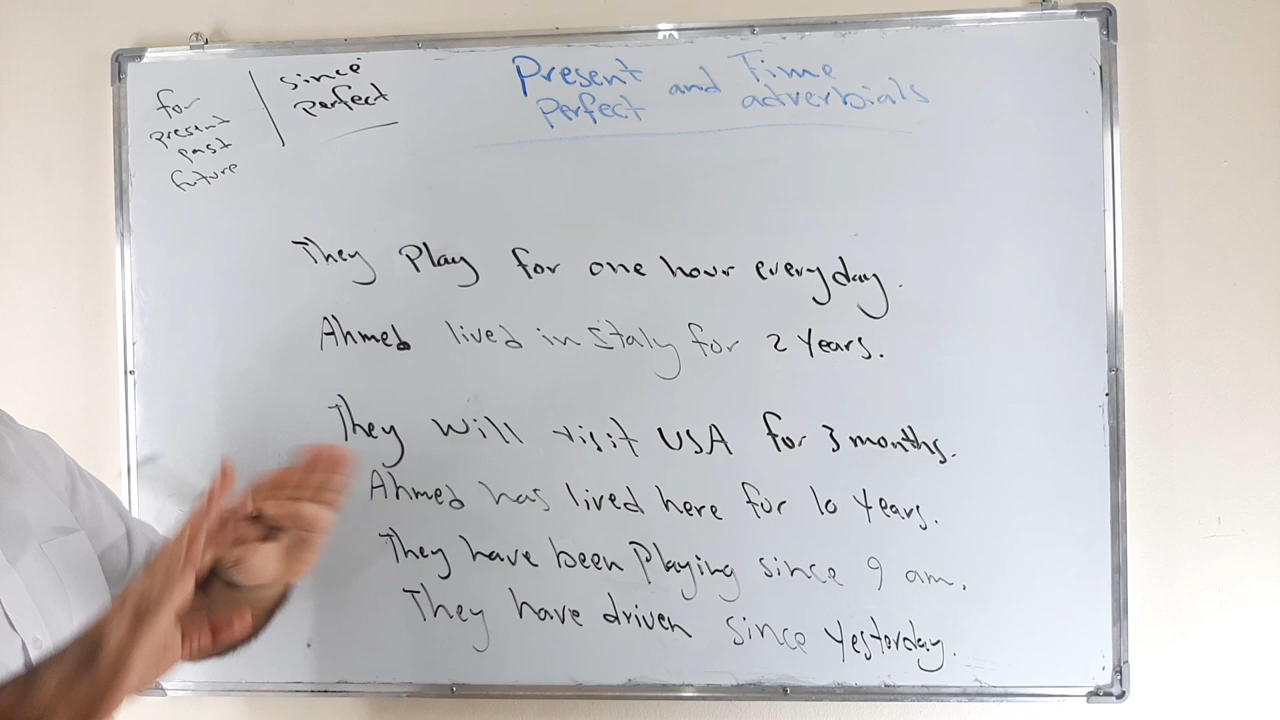 for
present
past
future
since
perfect
Present and Time
Perfect adverbials
They Play for one hour everyday.
Ahmed lived in Italy for 2 Years.
They will visit USA for 3 months.
Ahmed has lived here for 10 Years.
They have been Playing since 9 am.
They have driven since Yesterday.